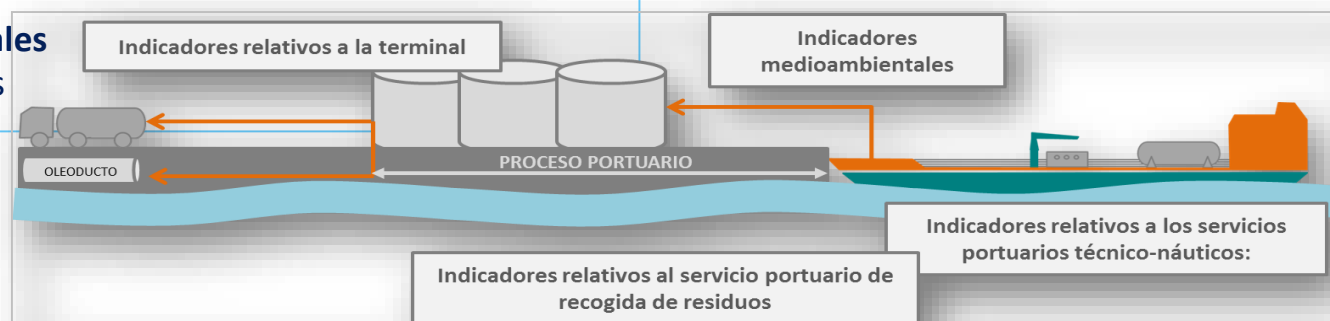 ales
s
Indicadores relativos a la terminal
Indicadores
medioambientales
PROCESO PORTUARIO
OLEODUCTO
Indicadores relativos a los servicios
portuarios técnico-náuticos:
Indicadores relativos al servicio portuario de
recogida de residuos